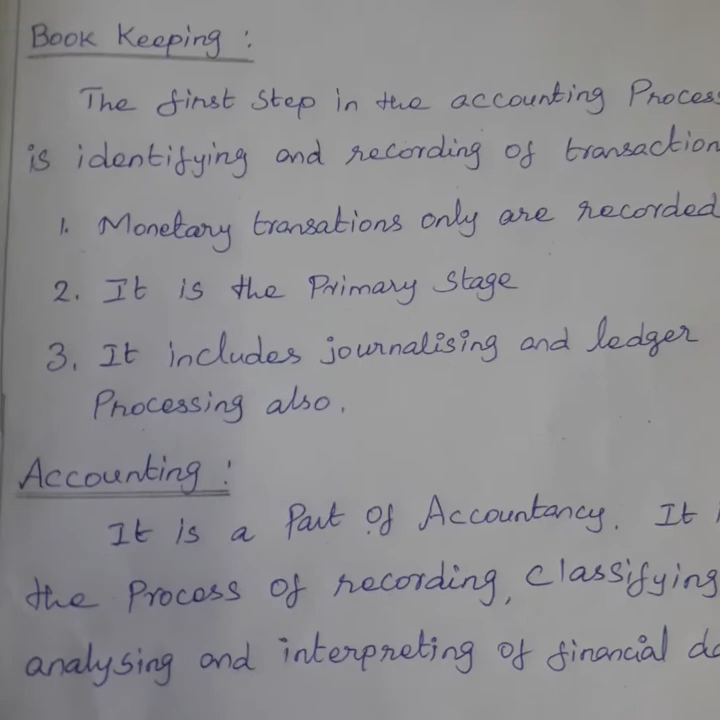 Book Keeping :
The first Step in the accounting Process
is identifying and recording of transaction
1. Monetary transations only are recorded
2. It is the Primary Stage
3. It includes journalising and ledger
Processing also.
Accounting :
It is a Part of Accountancy. It
the Process of recording, classifying
analysing and interpreting of financial